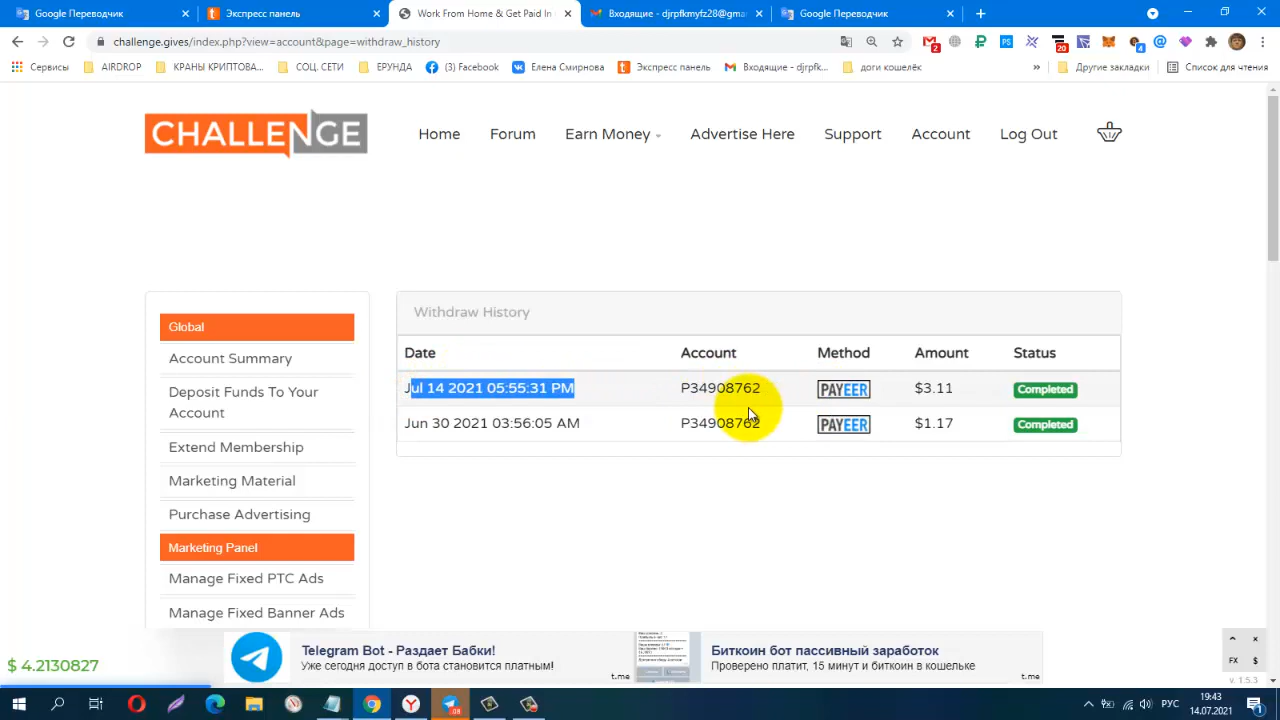 Google Переводчик
Экспресс панель
Work From Home & Get Paid In
Входящие - djrpfkmyfz28@gma
Google Переводчик
challenge.gives/index.php?view=account&page=withdraw_history
2
20
4
Сервисы
AIRDROP
КРАНЫ КРИПТОВА...
СОЦ. СЕТИ
ЕРУНДА
(3) Facebook
Елена Смирнова
Экспресс панель
Входящие - djrpfk...
доги кошелёк
»
Другие закладки
Список для чтения
CHALLENGE
Home
Forum
Earn Money
Advertise Here
Support
Account
Log Out
Global
Account Summary
Deposit Funds To Your
Account
Extend Membership
Marketing Material
Purchase Advertising
Marketing Panel
Manage Fixed PTC Ads
Manage Fixed Banner Ads
Withdraw History
Date Account Method Amount Status
Jul 14 2021 05:55:31 PM P34908762 PAYEER $3.11 Completed
Jun 30 2021 03:56:05 AM P34908762 PAYEER $1.17 Completed
$ 4.2130827
Telegram Бот Раздает Бабки!
Уже сегодня доступ в бота становится платным!
t.me
Биткоин бот пассивный заработок
Проверено платит, 15 минут и биткоин в кошельке
t.me
FX $
v. 1.5.3
РУС
19:43
14.07.2021